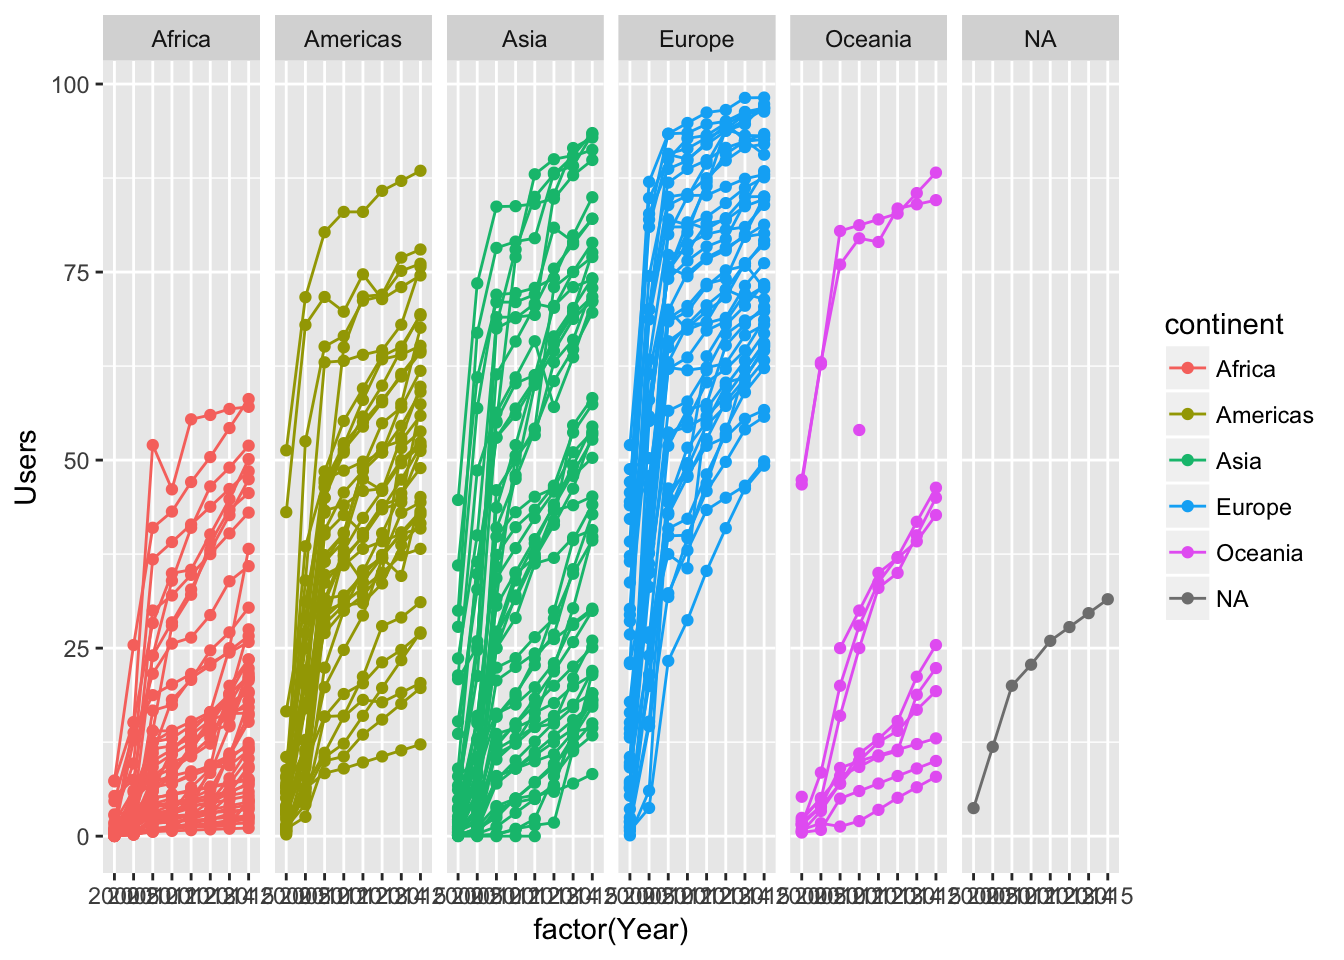 Africa
Americas
Asia
Europe
Oceania
NA
100
75
50
25
0
Users
factor(Year)
continent
Africa
Americas
Asia
Europe
Oceania
NA